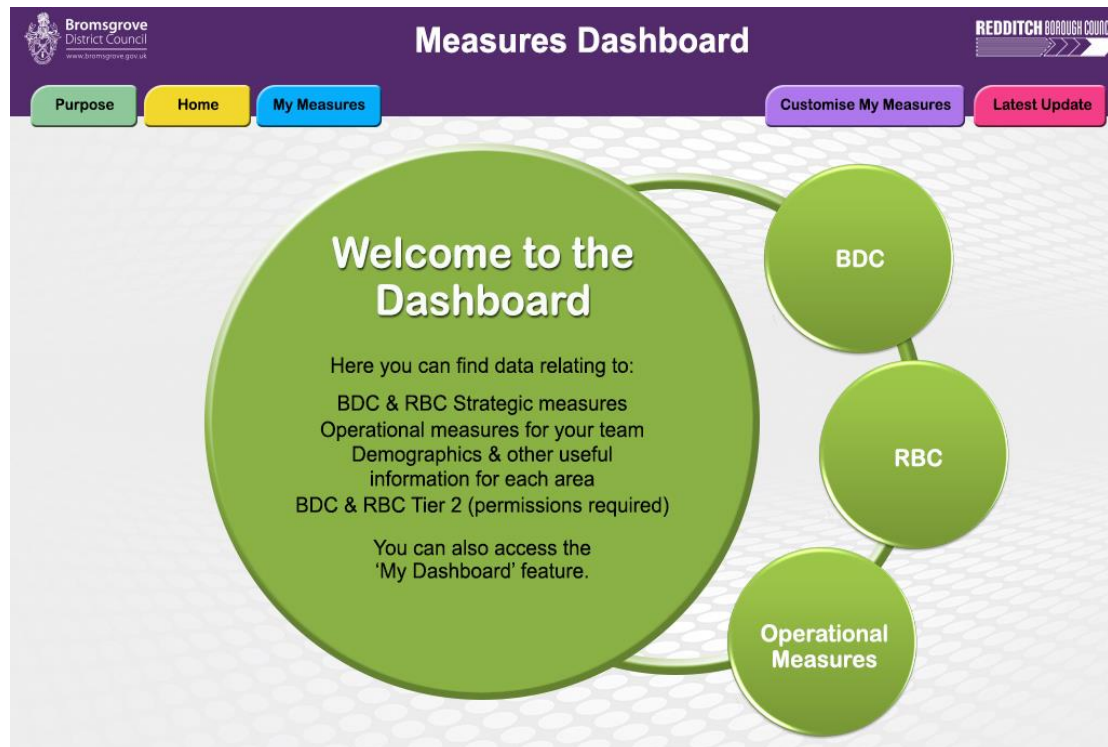 Bromsgrove
District Council
www.bromsgrove.gov.uk
Measures Dashboard
REDDITCH BOROUGH COUNC
Purpose
Home
My Measures
Customise My Measures
Latest Update
Welcome to the
Dashboard
Here you can find data relating to:
BDC & RBC Strategic measures
Operational measures for your team
Demographics & other useful
information for each area
BDC & RBC Tier 2 (permissions required)
You can also access the
'My Dashboard' feature.
BDC
RBC
Operational
Measures